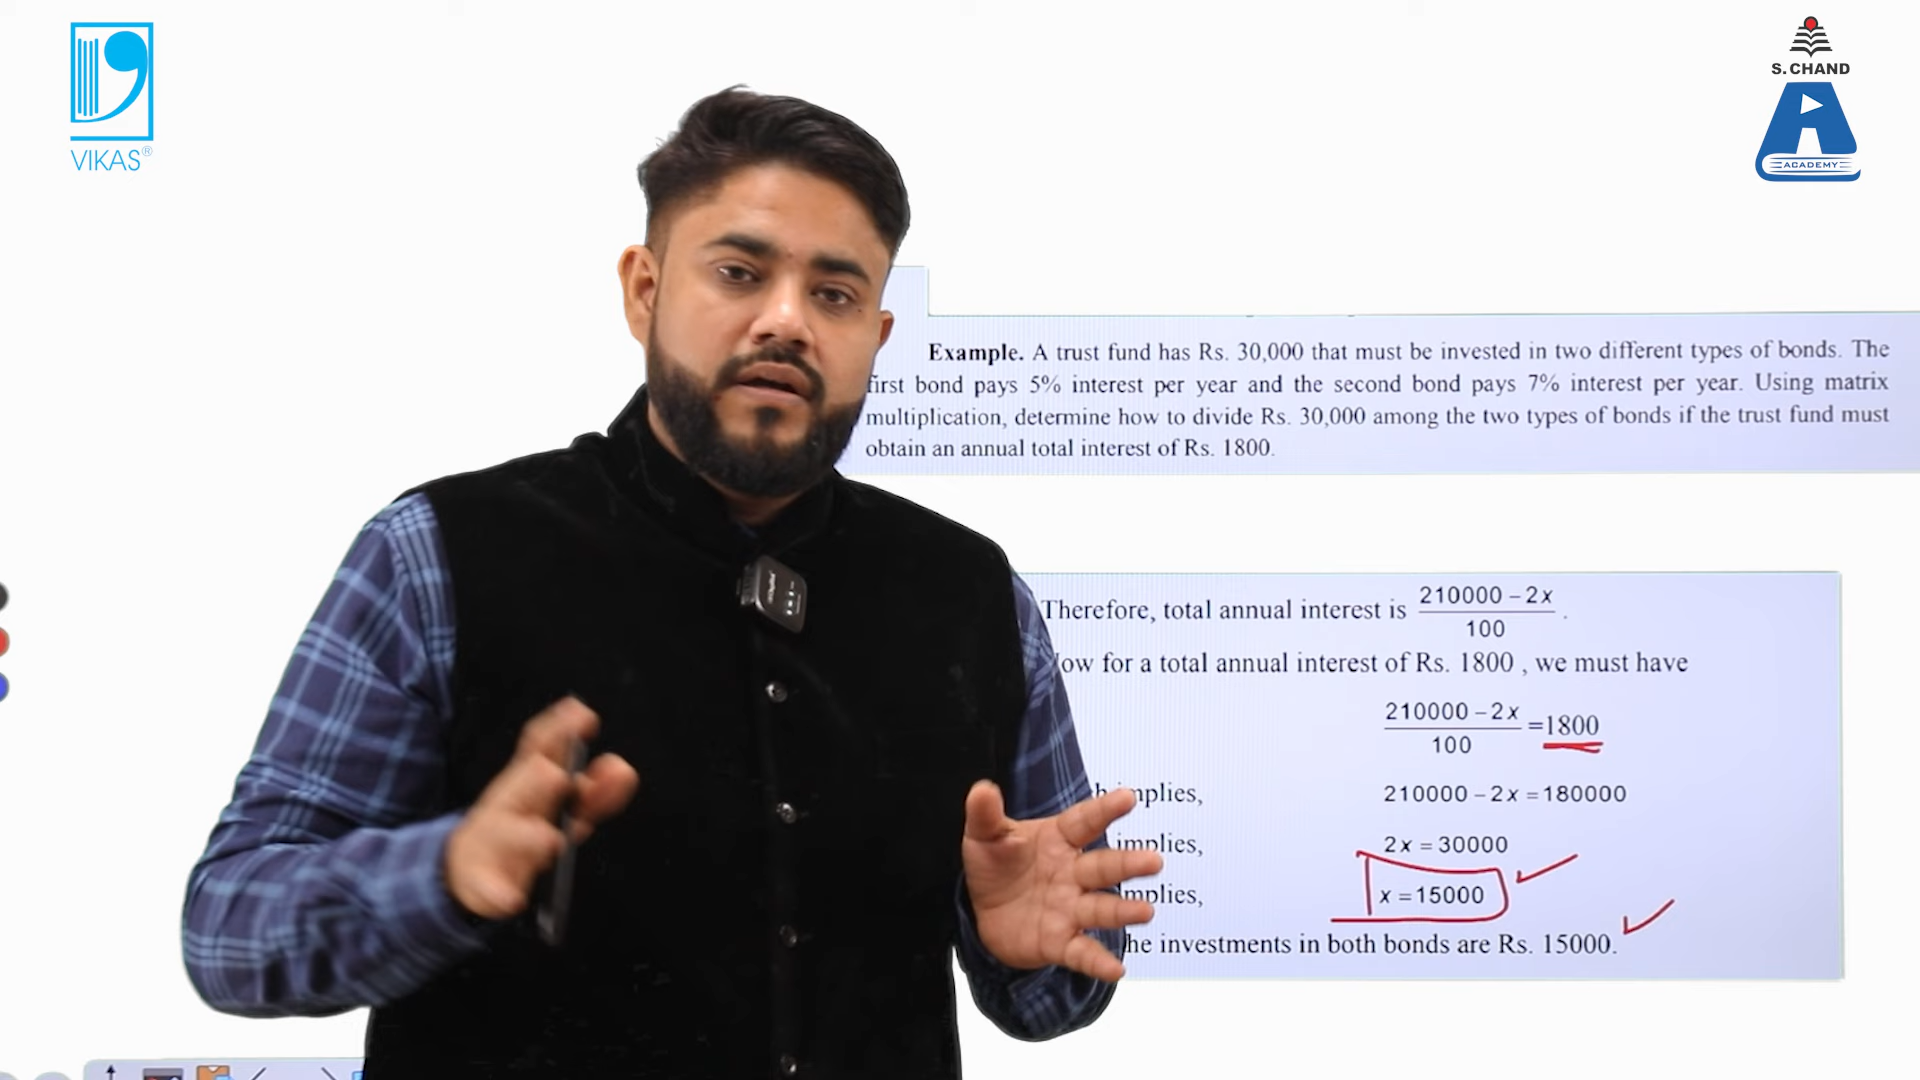 VIKAS®
S. CHAND
ACADEMY
Example. A trust fund has Rs. 30,000 that must be invested in two different types of bonds. The
first bond pays 5% interest per year and the second bond pays 7% interest per year. Using matrix
multiplication, determine how to divide Rs. 30,000 among the two types of bonds if the trust fund must
obtain an annual total interest of Rs. 1800.
Therefore, total annual interest is 210000 – 2x / 100 .
for a total annual interest of Rs. 1800 , we must have
210000 – 2x / 100 =1800
implies, 210000 – 2x = 180000
implies, 2x = 30000
implies, x = 15000
the investments in both bonds are Rs. 15000.